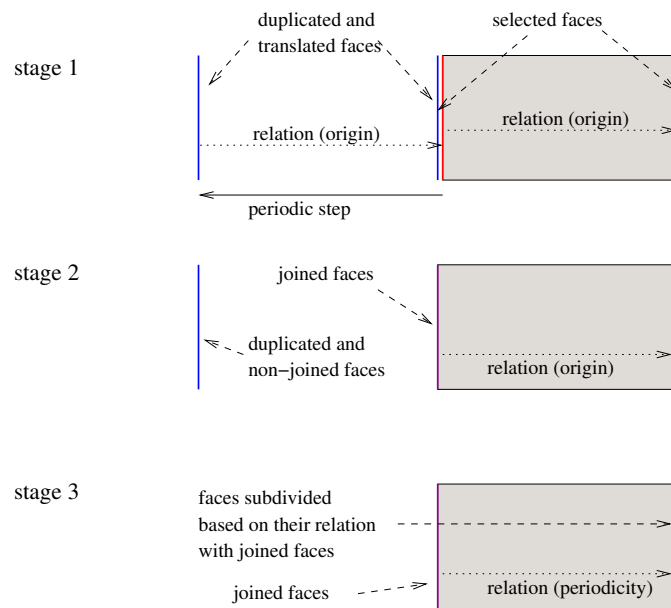 duplicated and
translated faces
selected faces
stage 1
relation (origin)
relation (origin)
periodic step
stage 2
joined faces
duplicated and
non−joined faces
relation (origin)
stage 3
faces subdivided
based on their relation
with joined faces
joined faces
relation (periodicity)